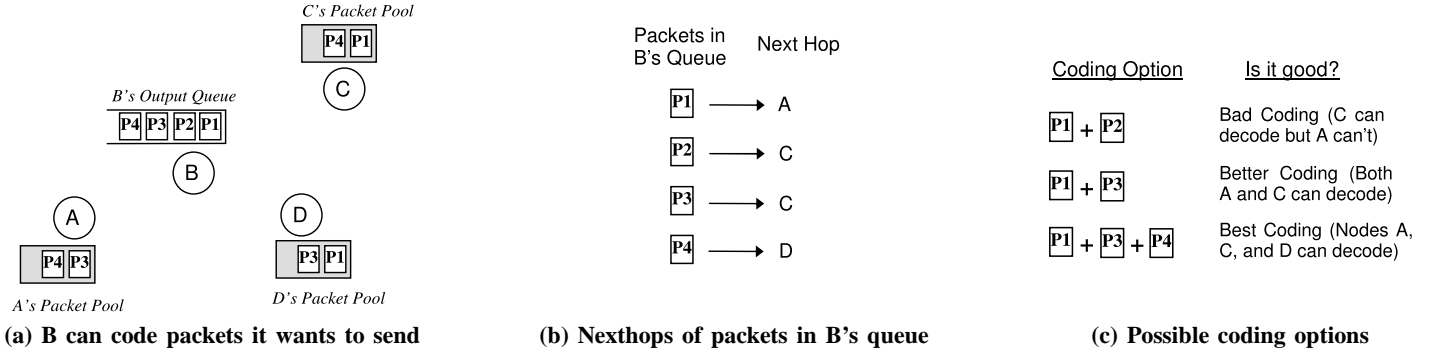 C's Packet Pool
P4 P1
C
B's Output Queue
P4 P3 P2 P1
B
A
P4 P3
A's Packet Pool
D
P3 P1
D's Packet Pool
(a) B can code packets it wants to send
Packets in
B's Queue
Next Hop
P1 A
P2 C
P3 C
P4 D
(b) Nexthops of packets in B's queue
Coding Option
Is it good?
P1 + P2
Bad Coding (C can
decode but A can't)
P1 + P3
Better Coding (Both
A and C can decode)
P1 + P3 + P4
Best Coding (Nodes A,
C, and D can decode)
(c) Possible coding options